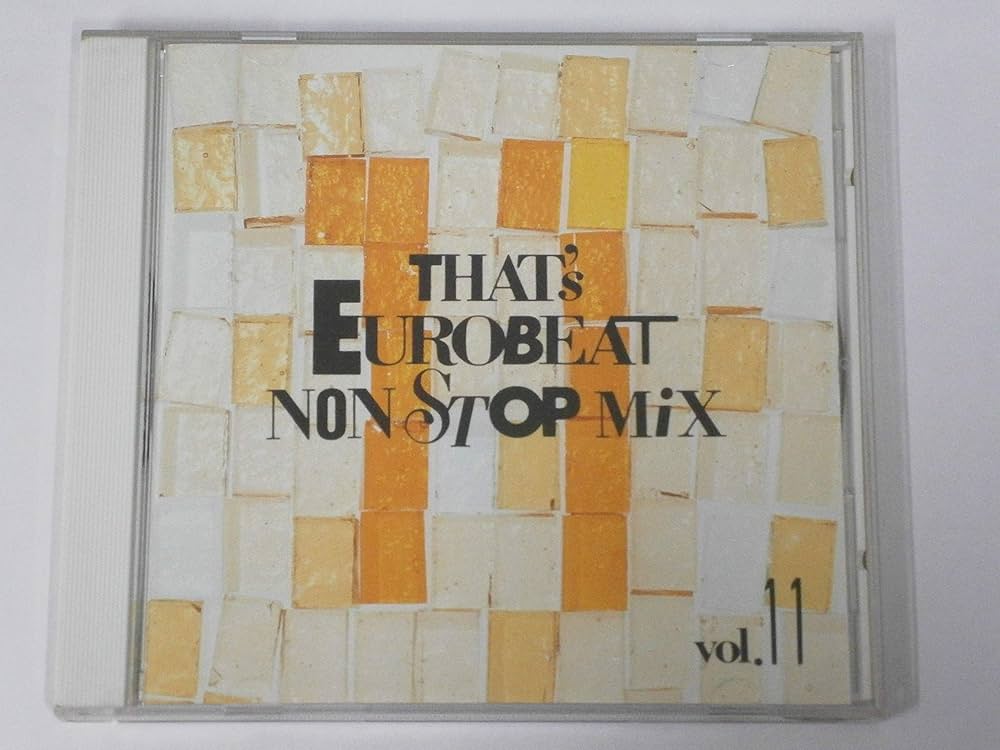 THAT's
EUROBEAT
NON STOP MiX
vol.11